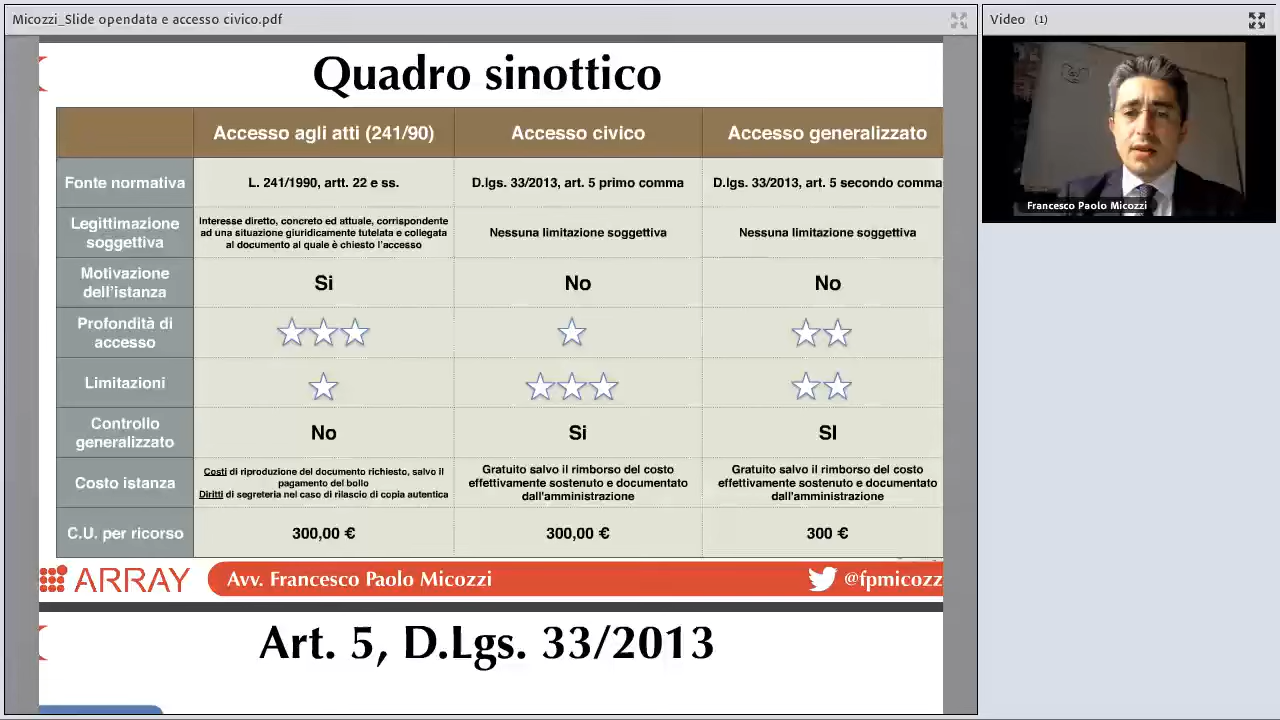 Micozzi_Slide opendata e accesso civico.pdf
Video (1)
Francesco Paolo Micozzi
Quadro sinottico
Accesso agli atti (241/90) Accesso civico Accesso generalizzato
Fonte normativa
L. 241/1990, artt. 22 e ss.
D.lgs. 33/2013, art. 5 primo comma
D.lgs. 33/2013, art. 5 secondo comma
Legittimazione
soggettiva
Interesse diretto, concreto ed attuale, corrispondente
ad una situazione giuridicamente tutelata e collegata
al documento al quale è chiesto l'accesso
Nessuna limitazione soggettiva
Nessuna limitazione soggettiva
Motivazione
dell'istanza
Si
No
No
Profondità di
accesso
Limitazioni
Controllo
generalizzato
No
Si
SI
Costo istanza
Costi di riproduzione del documento richiesto, salvo il
pagamento del bollo
Diritti di segreteria nel caso di rilascio di copia autentica
Gratuito salvo il rimborso del costo
effettivamente sostenuto e documentato
dall'amministrazione
Gratuito salvo il rimborso del costo
effettivamente sostenuto e documentato
dall'amministrazione
C.U. per ricorso
300,00 €
300,00 €
300 €
ARRAY
Avv. Francesco Paolo Micozzi
@fpmicozz
Art. 5, D.Lgs. 33/2013